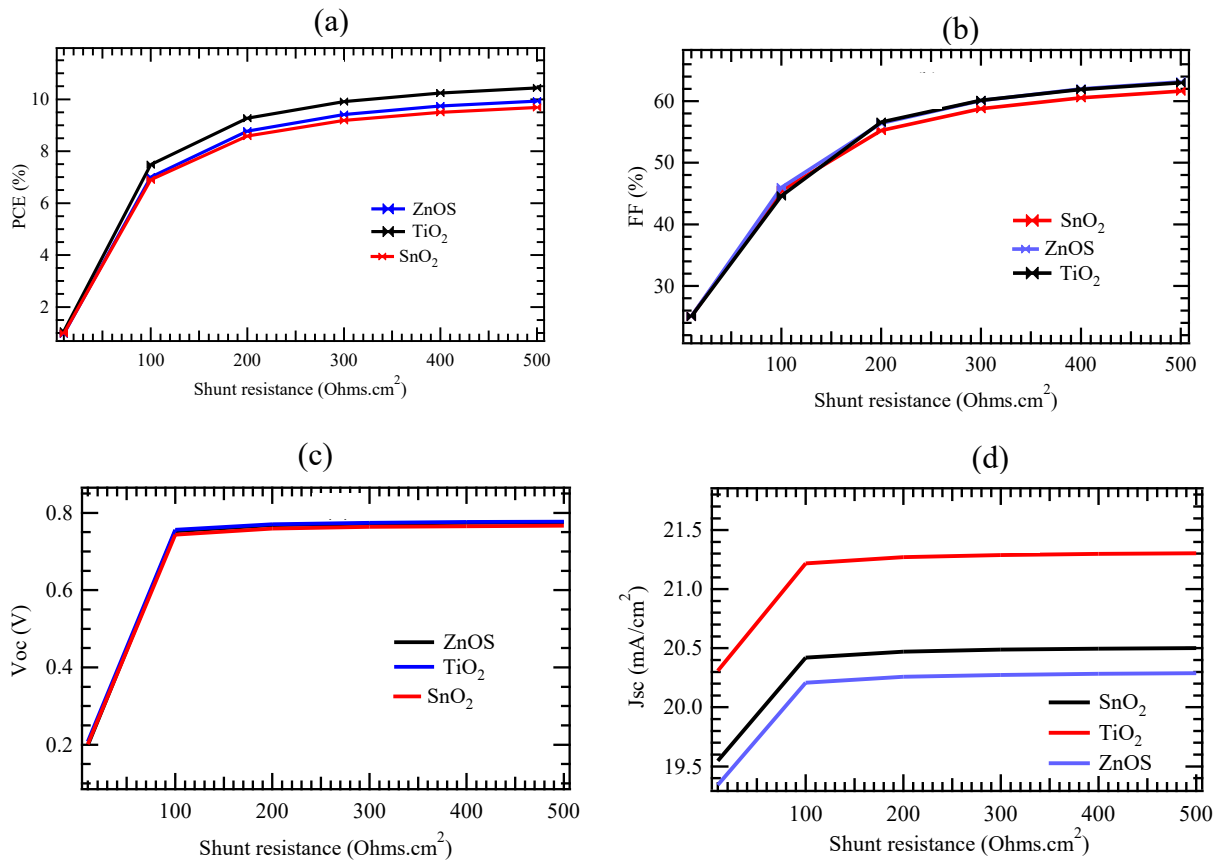 (a)
PCE (%)
10
8
6
4
2
ZnOS
TiO₂
SnO₂
100 200 300 400 500
Shunt resistance (Ohms.cm²)
(b)
FF (%)
60
50
40
30
SnO₂
ZnOS
TiO₂
100 200 300 400 500
Shunt resistance (Ohms.cm²)
(c)
Voc (V)
0.8
0.6
0.4
0.2
ZnOS
TiO₂
SnO₂
100 200 300 400 500
Shunt resistance (Ohms.cm²)
(d)
Jsc (mA/cm²)
21.5
21.0
20.5
20.0
19.5
SnO₂
TiO₂
ZnOS
100 200 300 400 500
Shunt resistance (Ohms.cm²)